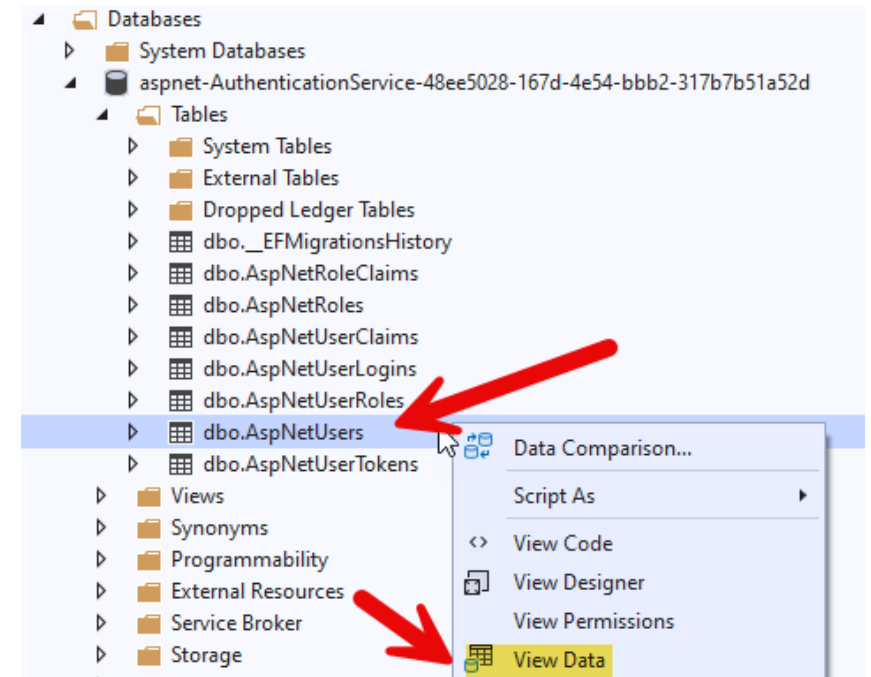 Databases
System Databases
aspnet-AuthenticationService-48ee5028-167d-4e54-bbb2-317b7b51a52d
Tables
System Tables
External Tables
Dropped Ledger Tables
dbo.__EFMigrationsHistory
dbo.AspNetRoleClaims
dbo.AspNetRoles
dbo.AspNetUserClaims
dbo.AspNetUserLogins
dbo.AspNetUserRoles
dbo.AspNetUsers
dbo.AspNetUserTokens
Views
Synonyms
Programmability
External Resources
Service Broker
Storage
Data Comparison...
Script As
View Code
View Designer
View Permissions
View Data